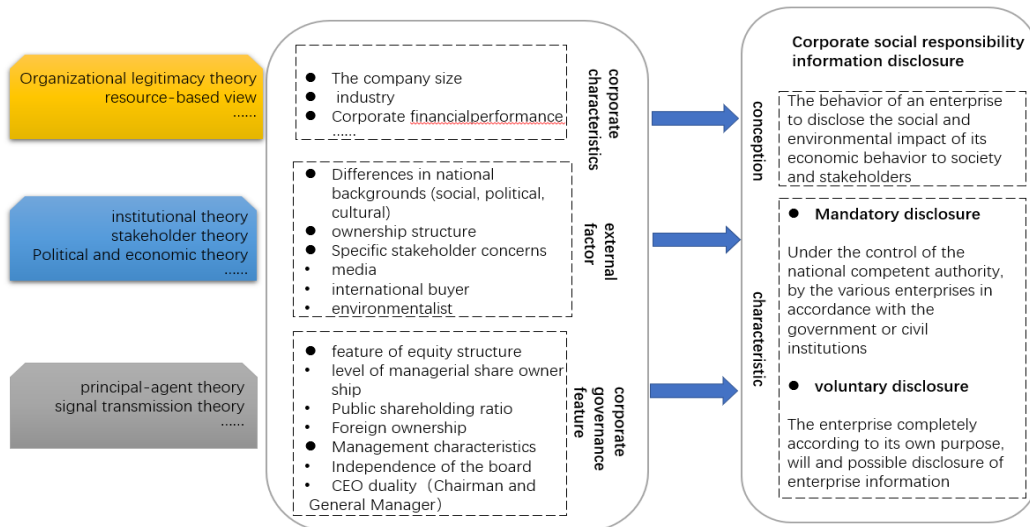 Organizational legitimacy theory
resource-based view
......
institutional theory
stakeholder theory
Political and economic theory
......
principal-agent theory
signal transmission theory
......
● The company size
● industry
● Corporate financialperformance
......
corporate
characteristics
● Differences in national
backgrounds (social, political,
cultural)
● ownership structure
● Specific stakeholder concerns
• media
• international buyer
• environmentalist
external
factor
● feature of equity structure
• level of managerial share owner
ship
• Public shareholding ratio
• Foreign ownership
● Management characteristics
• Independence of the board
• CEO duality（Chairman and
General Manager）
corporate
governance
feature
Corporate social responsibility
information disclosure
conception
The behavior of an enterprise
to disclose the social and
environmental impact of its
economic behavior to society
and stakeholders
characteristic
● Mandatory disclosure
Under the control of the
national competent authority,
by the various enterprises in
accordance with the
government or civil
institutions
● voluntary disclosure
The enterprise completely
according to its own purpose,
will and possible disclosure of
enterprise information